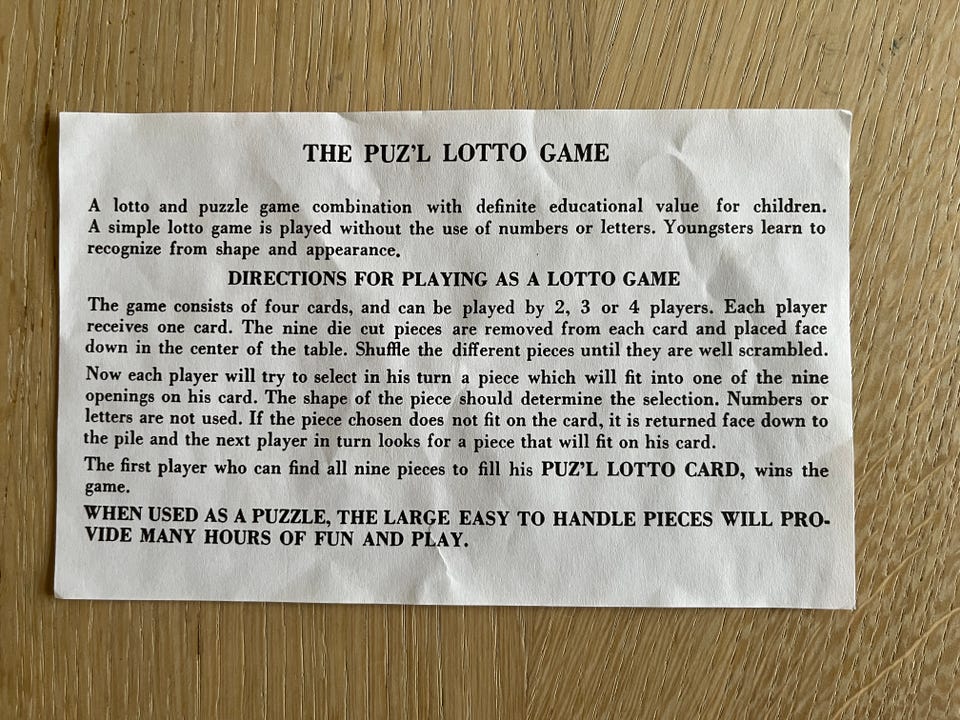 THE PUZ'L LOTTO GAME
A lotto and puzzle game combination with definite educational value for children.
A simple lotto game is played without the use of numbers or letters. Youngsters learn to
recognize from shape and appearance.
DIRECTIONS FOR PLAYING AS A LOTTO GAME
The game consists of four cards, and can be played by 2, 3 or 4 players. Each player
receives one card. The nine die cut pieces are removed from each card and placed face
down in the center of the table. Shuffle the different pieces until they are well scrambled.
Now each player will try to select in his turn a piece which will fit into one of the nine
openings on his card. The shape of the piece should determine the selection. Numbers or
letters are not used. If the piece chosen does not fit on the card, it is returned face down to
the pile and the next player in turn looks for a piece that will fit on his card.
The first player who can find all nine pieces to fill his PUZ'L LOTTO CARD, wins the
game.
WHEN USED AS A PUZZLE, THE LARGE EASY TO HANDLE PIECES WILL PRO-
VIDE MANY HOURS OF FUN AND PLAY.